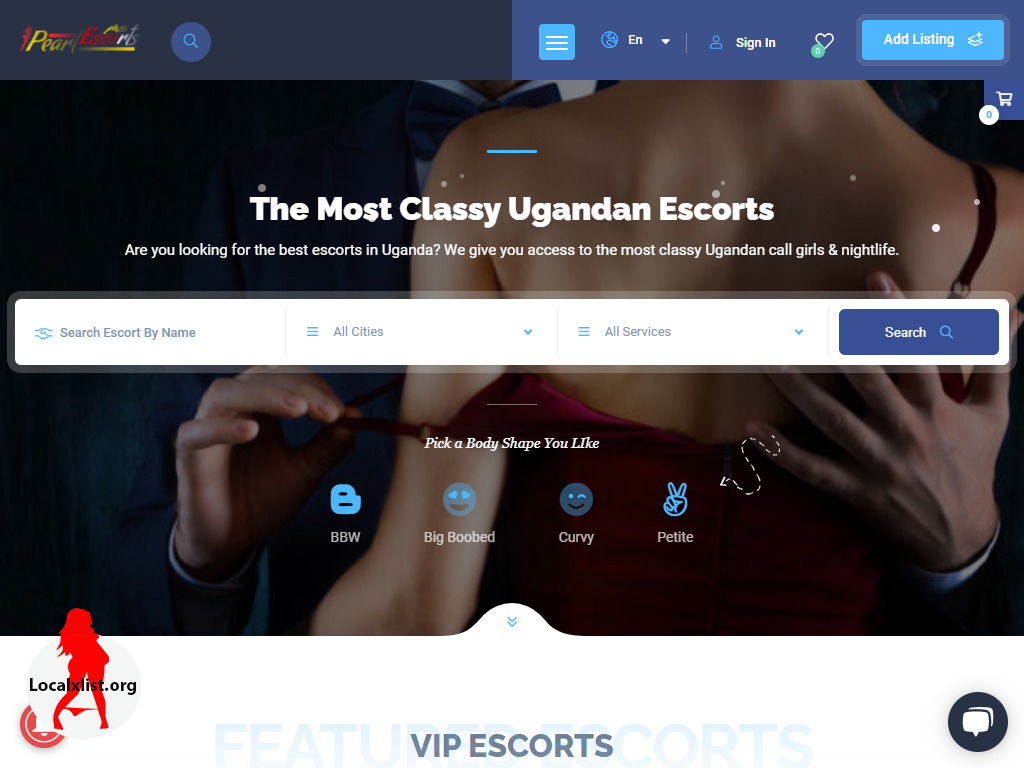 iPearlEscorts
En
Sign In
0
Add Listing
0
The Most Classy Ugandan Escorts
Are you looking for the best escorts in Uganda? We give you access to the most classy Ugandan call girls & nightlife.
Search Escort By Name
All Cities
All Services
Search
Pick a Body Shape You LIke
BBW
Big Boobed
Curvy
Petite
Localxlist.org
FEATURED ESCORTS
VIP ESCORTS